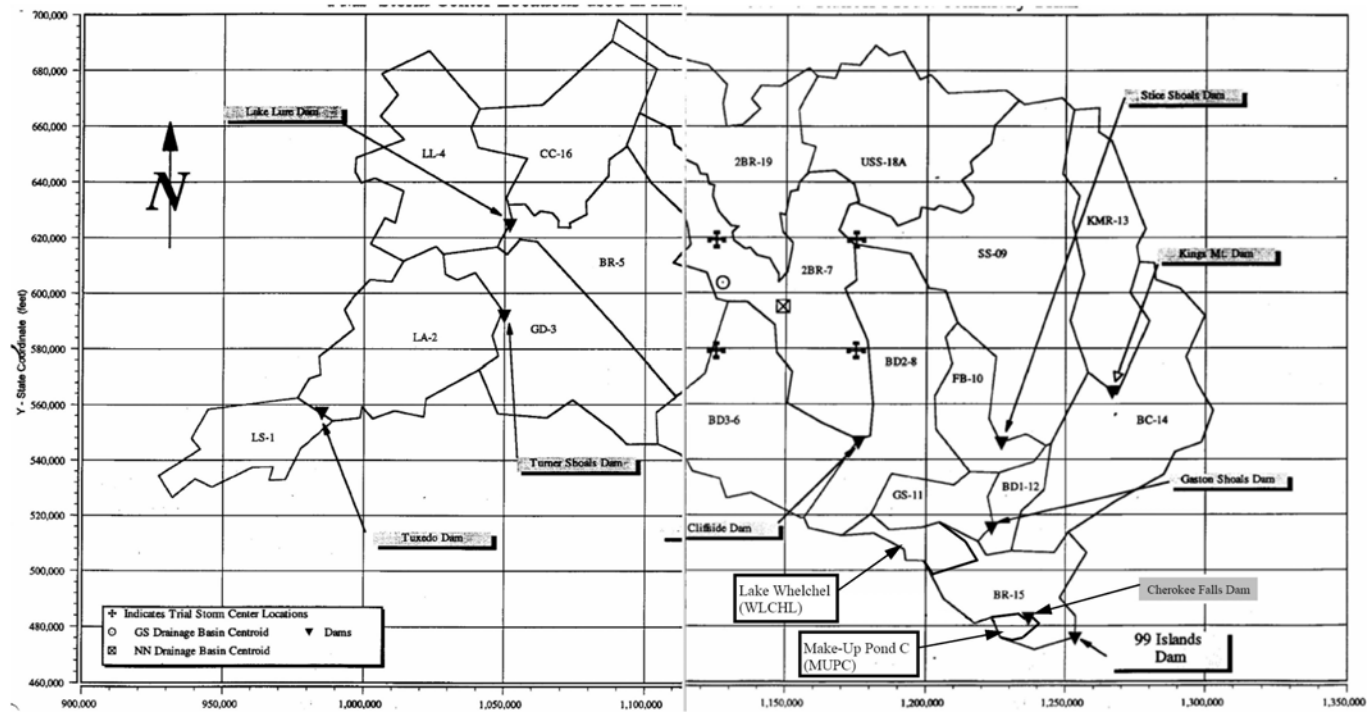 700,000
680,000
660,000
640,000
620,000
600,000
580,000
560,000
540,000
520,000
500,000
480,000
460,000
Y - State Coordinate (feet)
900,000
950,000
1,000,000
1,050,000
1,100,000
1,150,000
1,200,000
1,250,000
1,300,000
1,350,000
N
Lake Lure Dam
Stice Shoals Dam
LL-4
CC-16
2BR-19
USS-18A
KMR-13
BR-5
2BR-7
SS-09
Kings Mt. Dam
LA-2
GD-3
BD2-8
FB-10
LS-1
BD3-6
BC-14
Turner Shoals Dam
GS-11
BD1-12
Gaston Shoals Dam
Tuxedo Dam
Cliffside Dam
Lake Whelchel
(WLCHL)
BR-15
Cherokee Falls Dam
Make-Up Pond C
(MUPC)
99 Islands
Dam
Indicates Trial Storm Center Locations
GS Drainage Basin Centroid
Dams
NN Drainage Basin Centroid